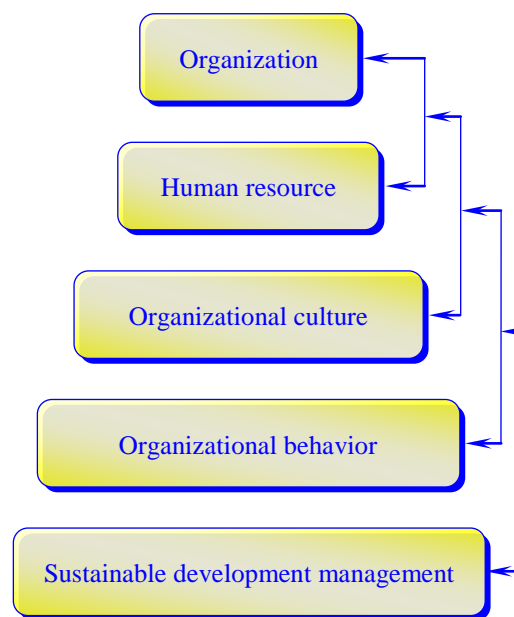 Organization
Human resource
Organizational culture
Organizational behavior
Sustainable development management